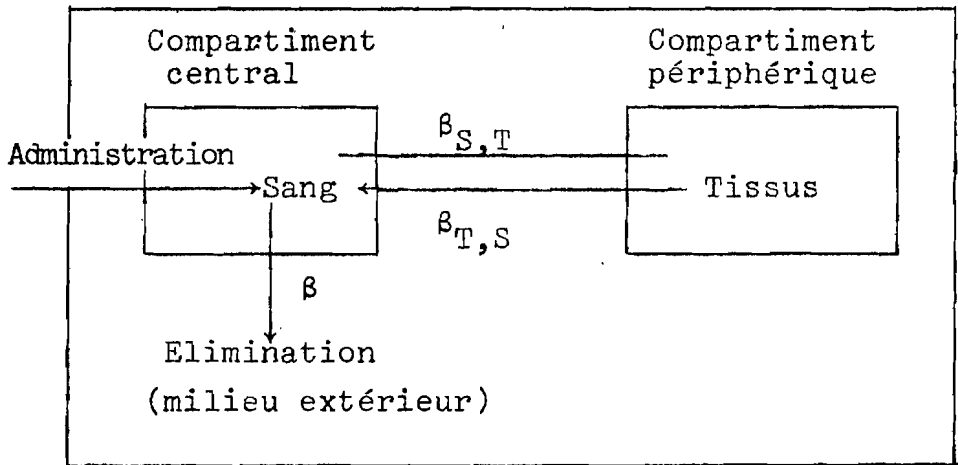 Compartiment
central
Compartiment
périphérique
β S,T
Administration
Sang
Tissus
β T,S
β
Elimination
(milieu extérieur)